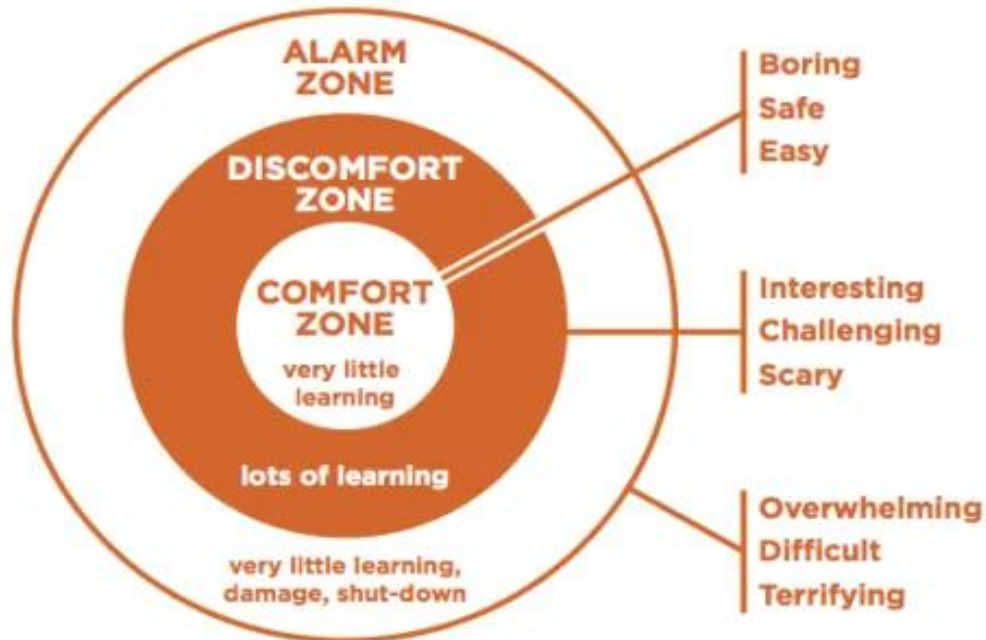 ALARM
ZONE
DISCOMFORT
ZONE
COMFORT
ZONE
very little
learning
lots of learning
very little learning,
damage, shut-down
Boring
Safe
Easy
Interesting
Challenging
Scary
Overwhelming
Difficult
Terrifying